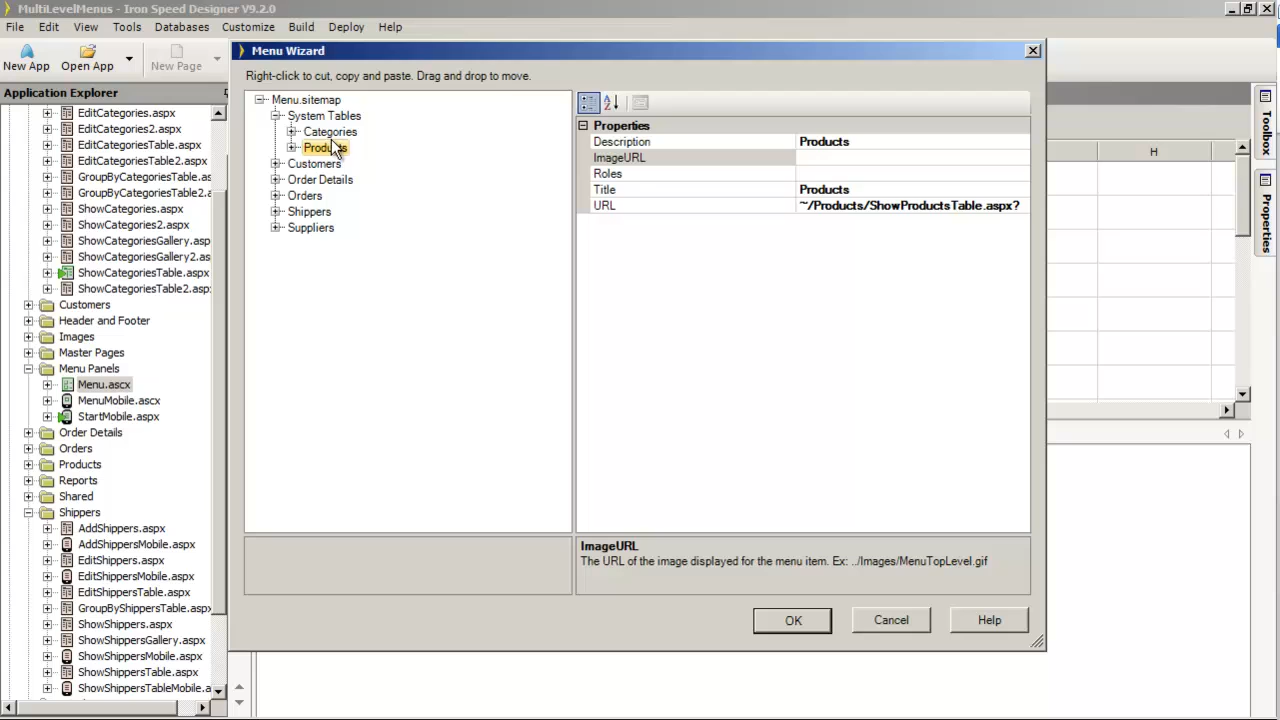 MultiLevelMenus - Iron Speed Designer V9.2.0
File Edit View Tools Databases Customize Build Deploy Help
New App Open App New Page
Application Explorer
EditCategories.aspx
EditCategories2.aspx
EditCategoriesTable.aspx
EditCategoriesTable2.aspx
GroupByCategoriesTable.as
GroupByCategoriesTable2.a
ShowCategories.aspx
ShowCategories2.aspx
ShowCategoriesGallery.asp
ShowCategoriesGallery2.as
ShowCategoriesTable.aspx
ShowCategoriesTable2.asp
Customers
Header and Footer
Images
Master Pages
Menu Panels
Menu.ascx
MenuMobile.ascx
StartMobile.aspx
Order Details
Orders
Products
Reports
Shared
Shippers
AddShippers.aspx
AddShippersMobile.aspx
EditShippers.aspx
EditShippersMobile.aspx
EditShippersTable.aspx
GroupByShippersTable.aspx
ShowShippers.aspx
ShowShippersGallery.aspx
ShowShippersMobile.aspx
ShowShippersTable.aspx
ShowShippersTableMobile.a
Menu Wizard
Right-click to cut, copy and paste. Drag and drop to move.
Menu.sitemap
System Tables
Categories
Products
Customers
Order Details
Orders
Shippers
Suppliers
Properties
Description Products
ImageURL
Roles
Title Products
URL ~/Products/ShowProductsTable.aspx?
ImageURL
The URL of the image displayed for the menu item. Ex: ../Images/MenuTopLevel.gif
OK Cancel Help
H
Toolbox
Properties